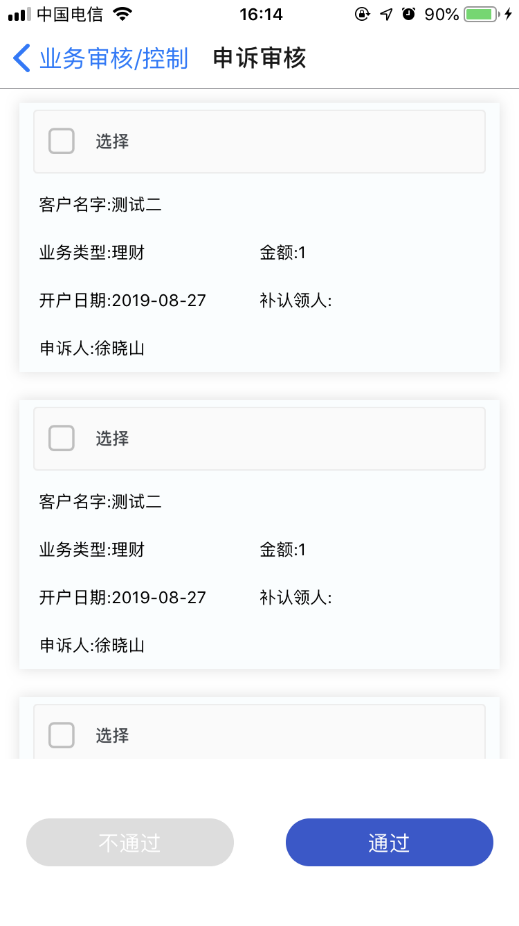 中国电信 16:14 90%
业务审核/控制 申诉审核
选择
客户名字:测试二
业务类型:理财 金额:1
开户日期:2019-08-27 补认领人:
申诉人:徐晓山
选择
客户名字:测试二
业务类型:理财 金额:1
开户日期:2019-08-27 补认领人:
申诉人:徐晓山
选择
不通过 通过